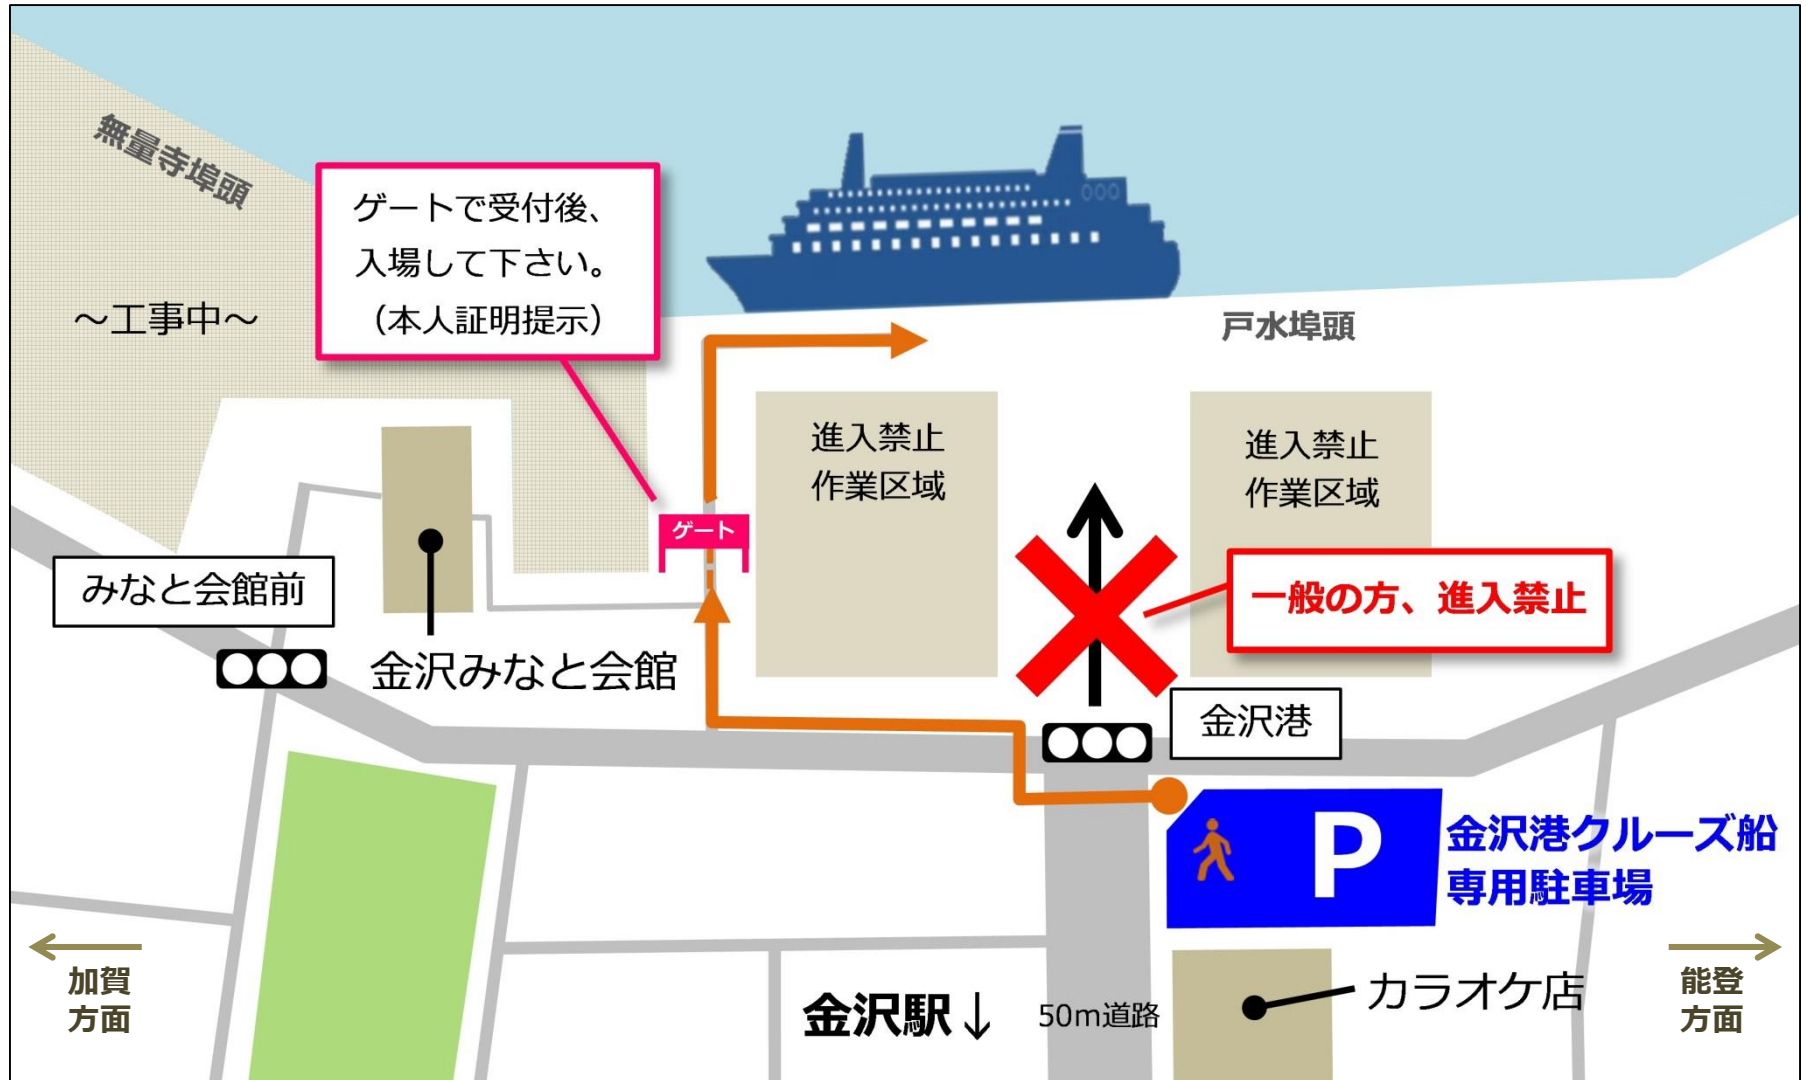 無量寺埠頭
ゲートで受付後、
入場して下さい。
（本人証明提示）
～工事中～
戸水埠頭
進入禁止
作業区域
進入禁止
作業区域
ゲート
みなと会館前
一般の方、進入禁止
金沢みなと会館
金沢港
P
金沢港クルーズ船
専用駐車場
加賀
方面
金沢駅↓
50m道路
カラオケ店
能登
方面